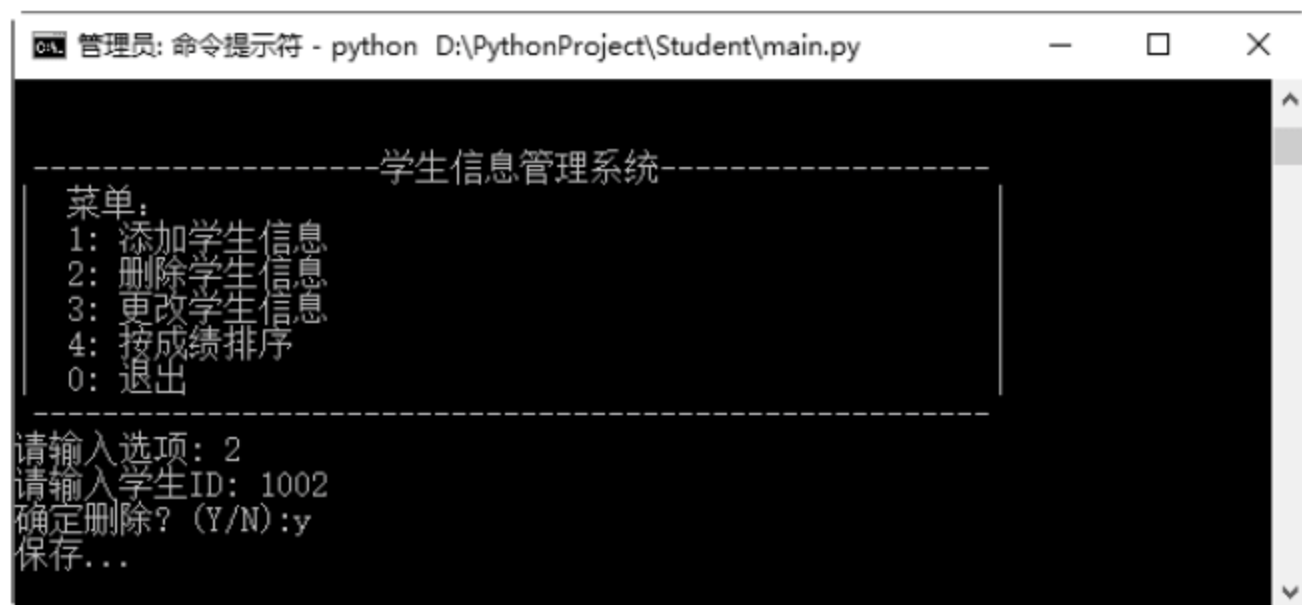 管理员: 命令提示符 - python D:\PythonProject\Student\main.py
--------------------学生信息管理系统-------------------
| 菜单: |
| 1: 添加学生信息 |
| 2: 删除学生信息 |
| 3: 更改学生信息 |
| 4: 按成绩排序 |
| 0: 退出 |
-------------------------------------------------------
请输入选项: 2
请输入学生ID: 1002
确定删除? (Y/N):y
保存...